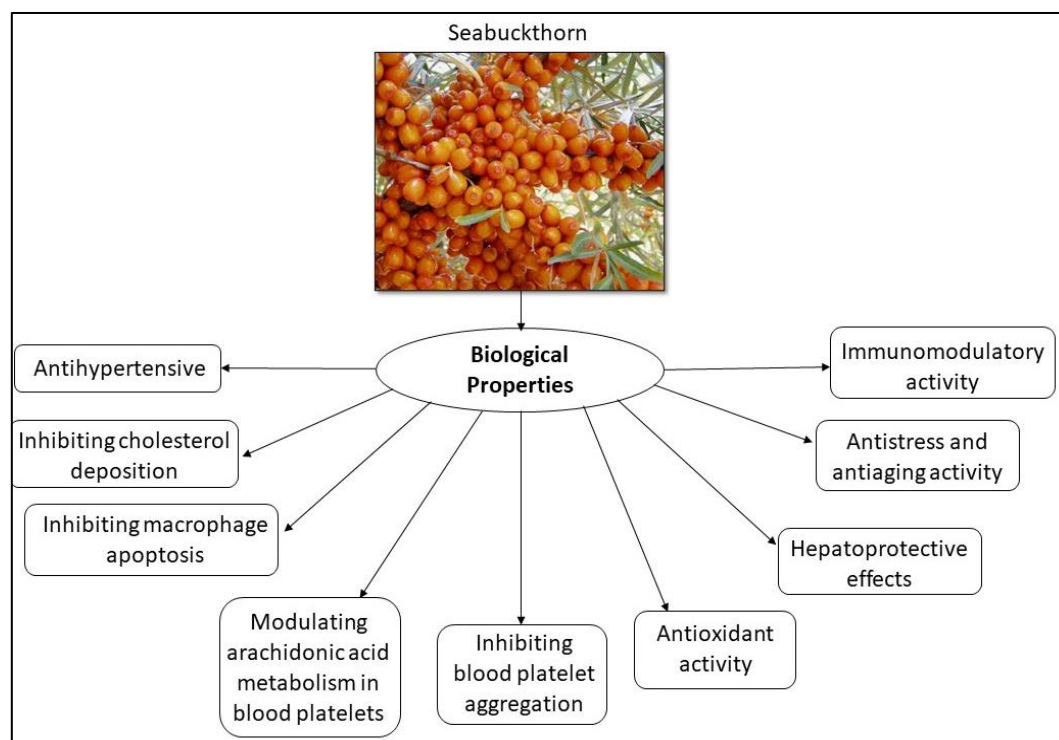 Seabuckthorn
Biological
Properties
Antihypertensive
Inhibiting cholesterol
deposition
Inhibiting macrophage
apoptosis
Modulating
arachidonic acid
metabolism in
blood platelets
Inhibiting
blood platelet
aggregation
Antioxidant
activity
Hepatoprotective
effects
Antistress and
antiaging activity
Immunomodulatory
activity